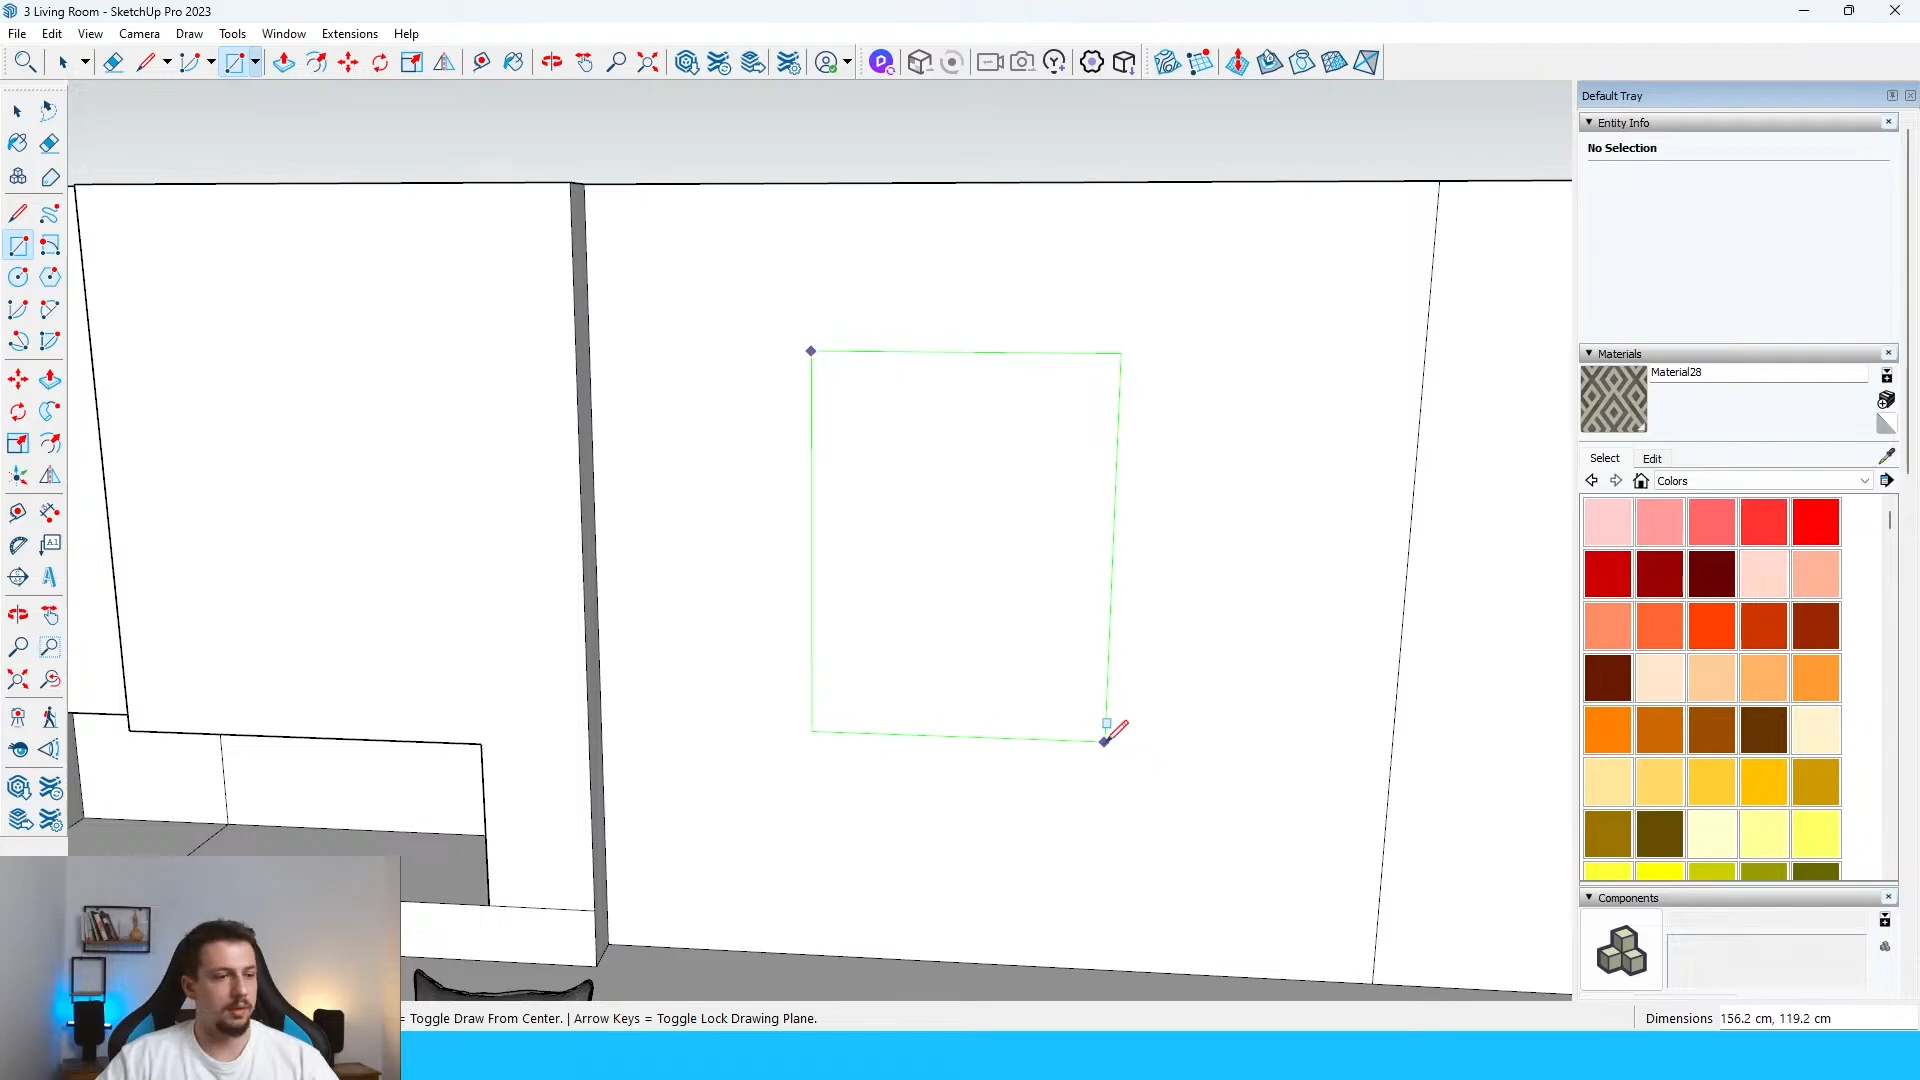 3 Living Room - SketchUp Pro 2023
File Edit View Camera Draw Tools Window Extensions Help
Default Tray
Entity Info
No Selection
Materials
Material28
Select Edit
Colors
Components
= Toggle Draw From Center. | Arrow Keys = Toggle Lock Drawing Plane.
Dimensions 156.2 cm, 119.2 cm